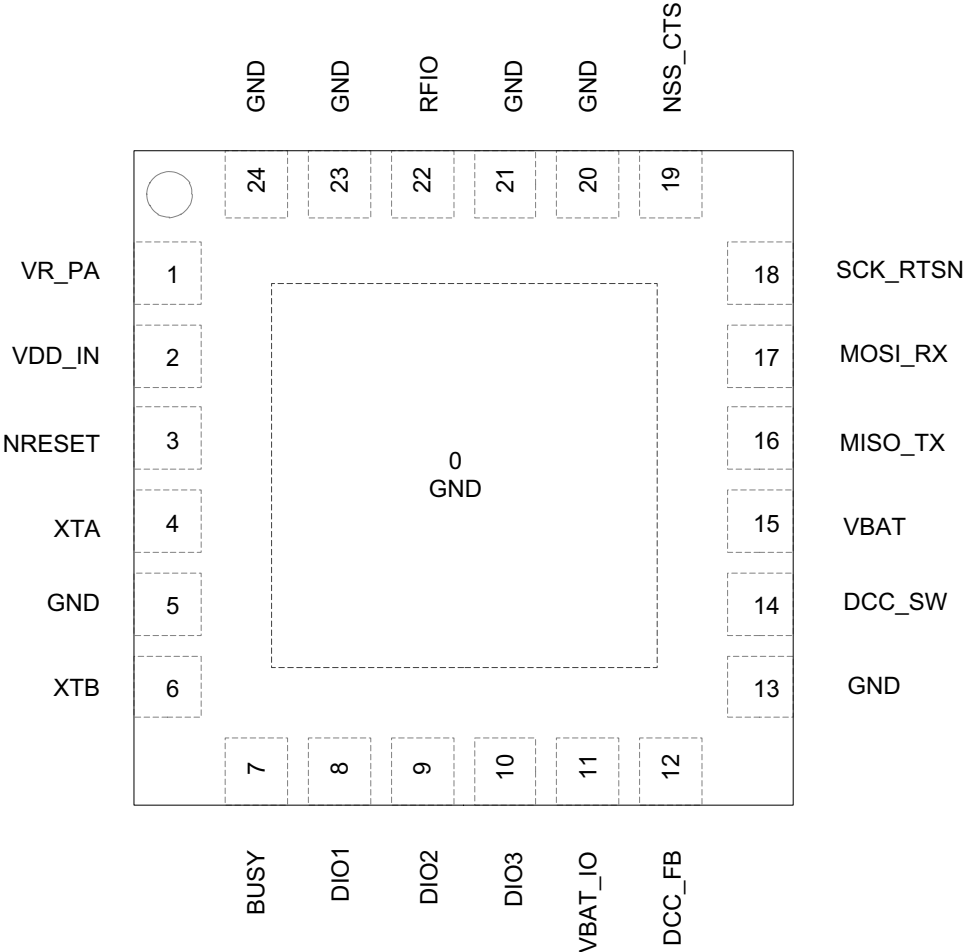 GND
GND
RFIO
GND
GND
NSS_CTS
24
23
22
21
20
19
VR_PA 1
18 SCK_RTSN
VDD_IN 2
17 MOSI_RX
NRESET 3
16 MISO_TX
0
GND
XTA 4
15 VBAT
GND 5
14 DCC_SW
XTB 6
13 GND
7
8
9
10
11
12
BUSY
DIO1
DIO2
DIO3
VBAT_IO
DCC_FB